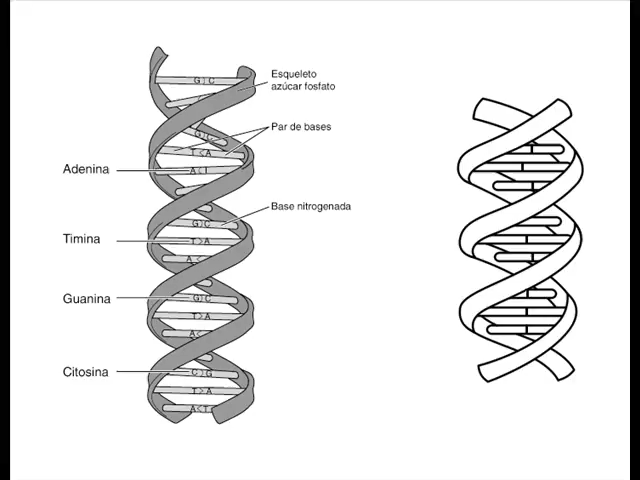 Esqueleto
azúcar fosfato
G C
G C
Par de bases
T A
Adenina
A
Base nitrogenada
G C
Timina
T A
A
Guanina
G C
T A
A
Citosina
C G
T A
A T